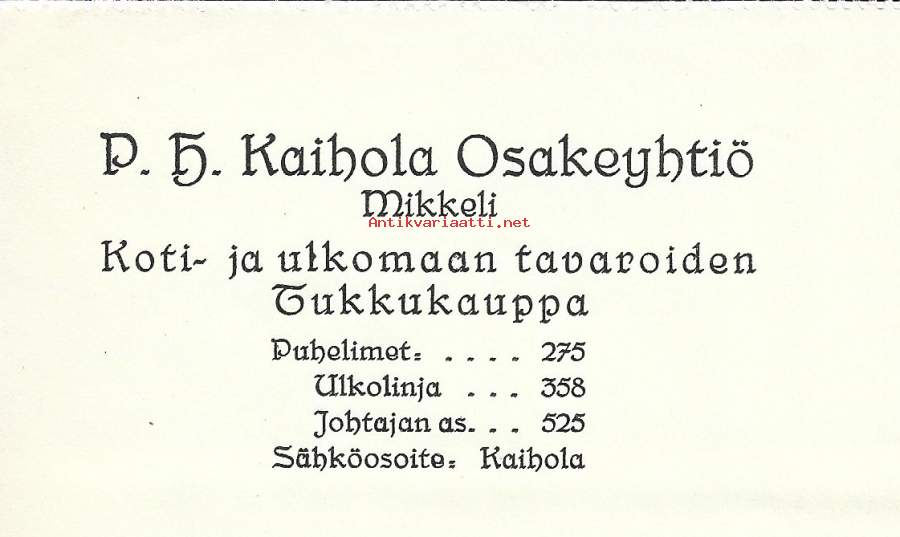 P. H. Kaihola Osakeyhtiö
Mikkeli
Antikvariaatti.net
Koti- ja ulkomaan tavaroiden
Tukkukauppa
Puhelimet: . . . . 275
Ulkolinja . . . 358
Johtajan as. . . 525
Sähköosoite: Kaihola